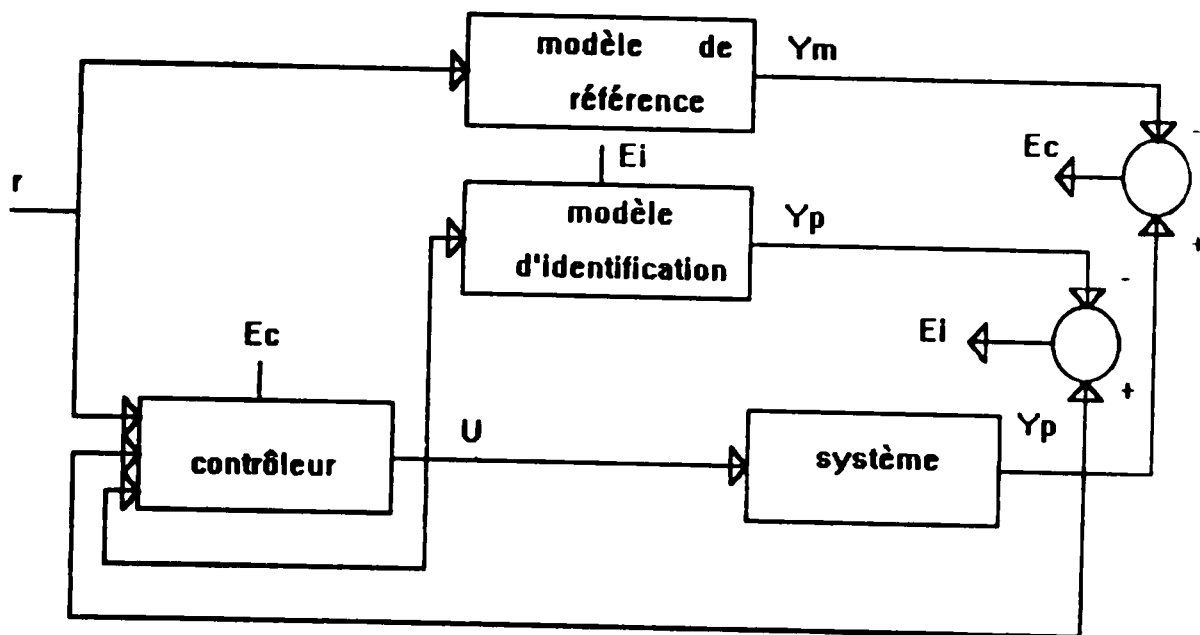 modèle de
référence
Ym
-
Ec
+
r
Ei
modèle
d'identification
Yp
-
Ei
+
Ec
contrôleur
U
système
Yp